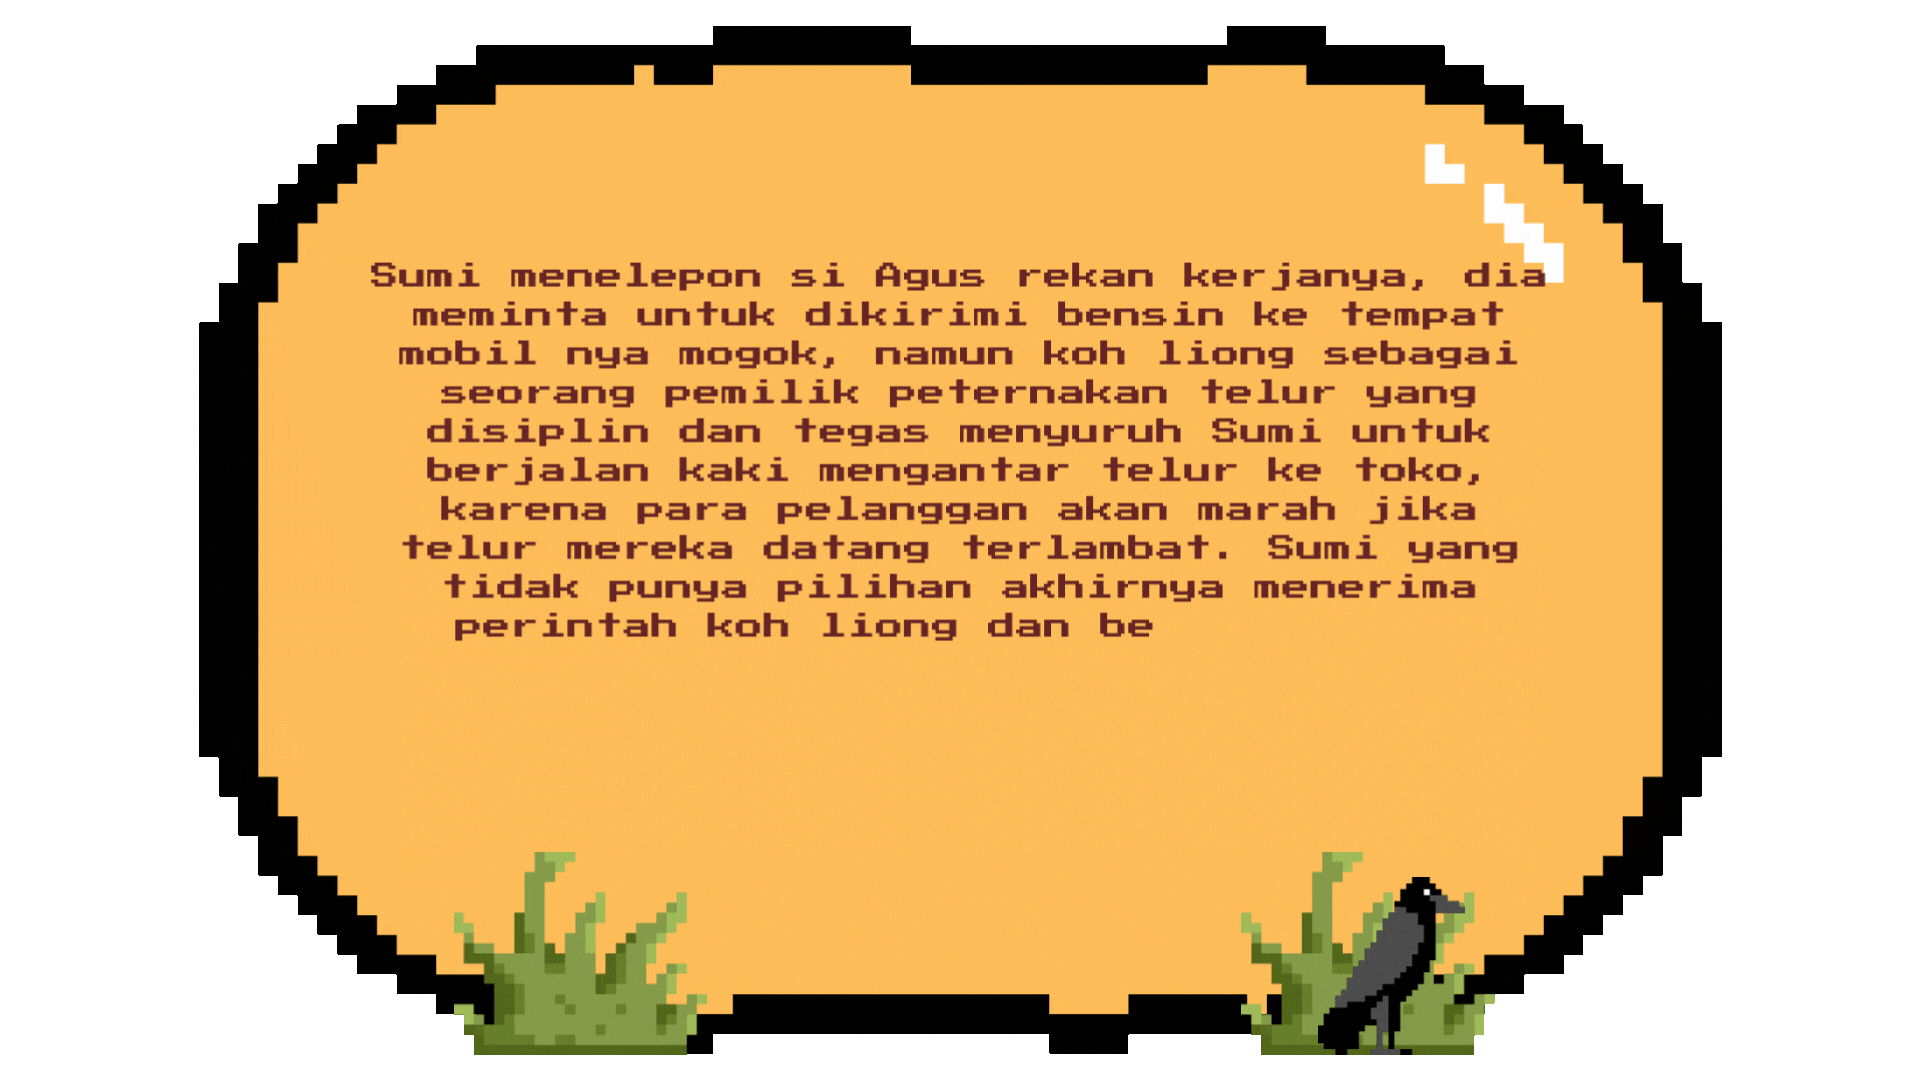 Sumi menelepon si Agus rekan kerjanya, dia
meminta untuk dikirimi bensin ke tempat
mobil nya mogok, namun koh liong sebagai
seorang pemilik peternakan telur yang
disiplin dan tegas menyuruh Sumi untuk
berjalan kaki mengantar telur ke toko,
karena para pelanggan akan marah jika
telur mereka datang terlambat. Sumi yang
tidak punya pilihan akhirnya menerima
perintah koh liong dan be